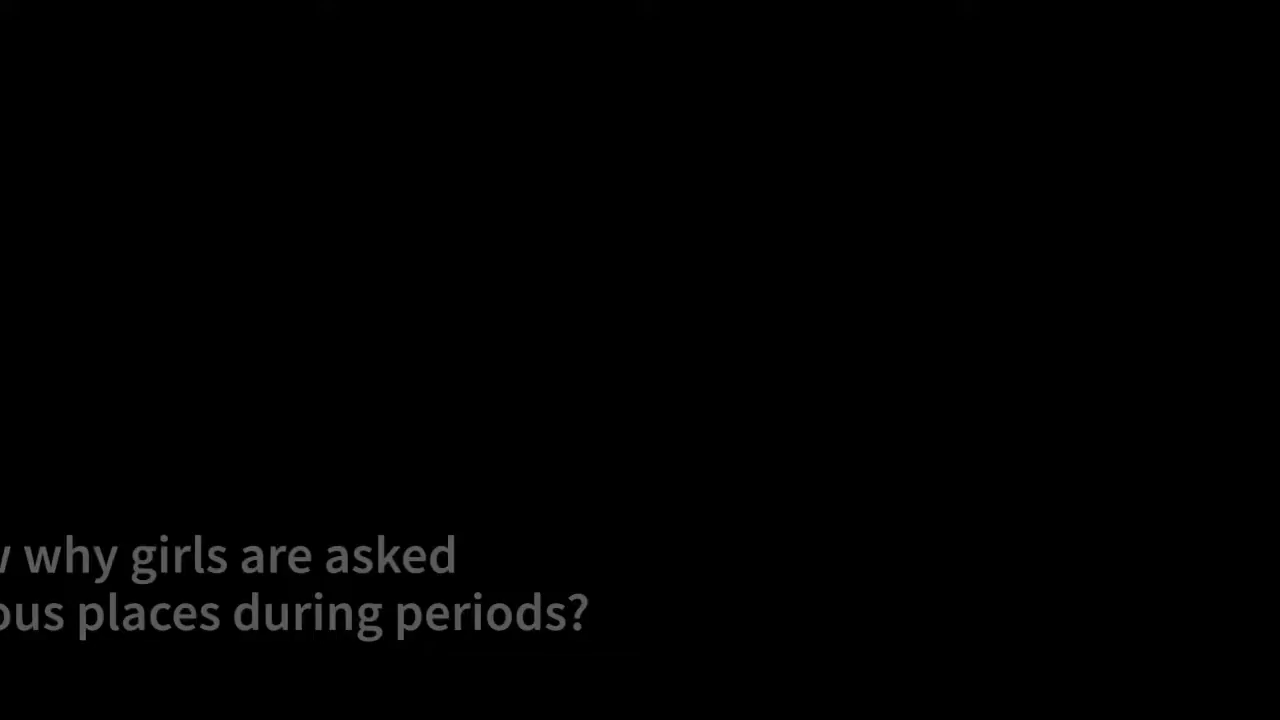 why girls are asked
places during periods?